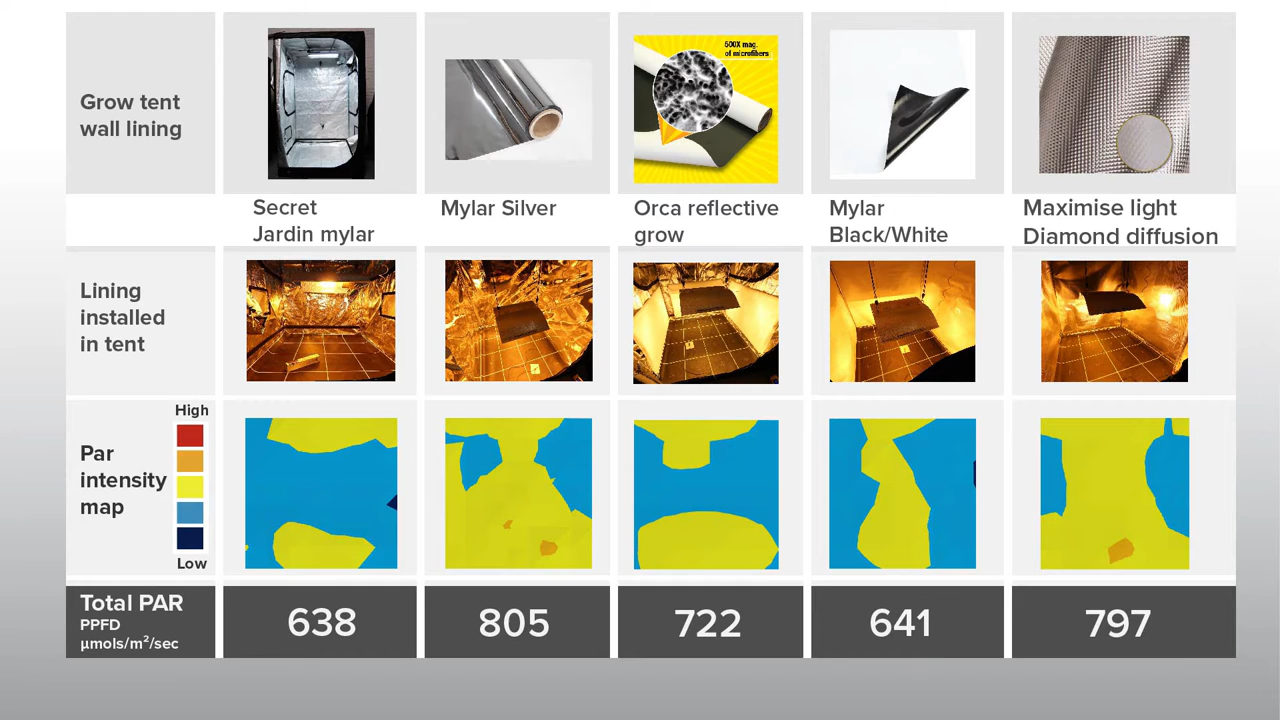 Grow tent
wall lining
500X mag.
of microfibers
Secret
Jardin mylar
Mylar Silver
Orca reflective
grow
Mylar
Black/White
Maximise light
Diamond diffusion
Lining
installed
in tent
Par
intensity
map
High
Low
Total PAR
PPFD
µmols/m²/sec
638
805
722
641
797